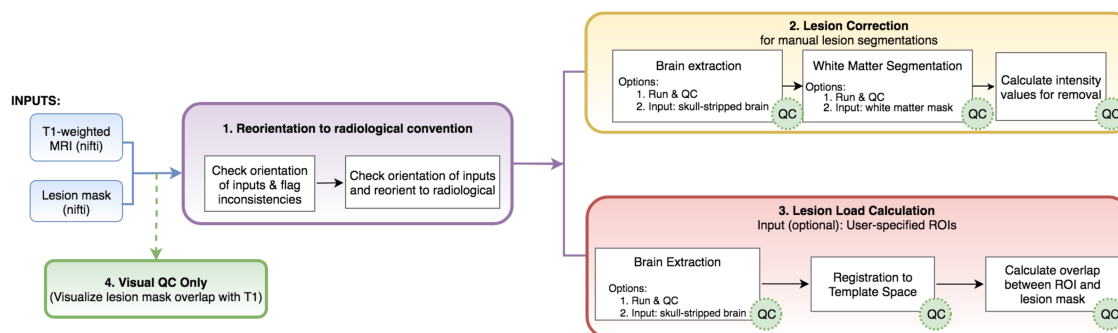 INPUTS:
T1-weighted
MRI (nifti)
Lesion mask
(nifti)
1. Reorientation to radiological convention
Check orientation
of inputs & flag
inconsistencies
Check orientation of inputs
and reorient to radiological
4. Visual QC Only
(Visualize lesion mask overlap with T1)
2. Lesion Correction
for manual lesion segmentations
Brain extraction
Options:
1. Run & QC
2. Input: skull-stripped brain
QC
White Matter Segmentation
Options:
1. Run & QC
2. Input: white matter mask
QC
Calculate intensity
values for removal
QC
3. Lesion Load Calculation
Input (optional): User-specified ROIs
Brain Extraction
Options:
1. Run & QC
2. Input: skull-stripped brain
QC
Registration to
Template Space
QC
Calculate overlap
between ROI and
lesion mask
QC